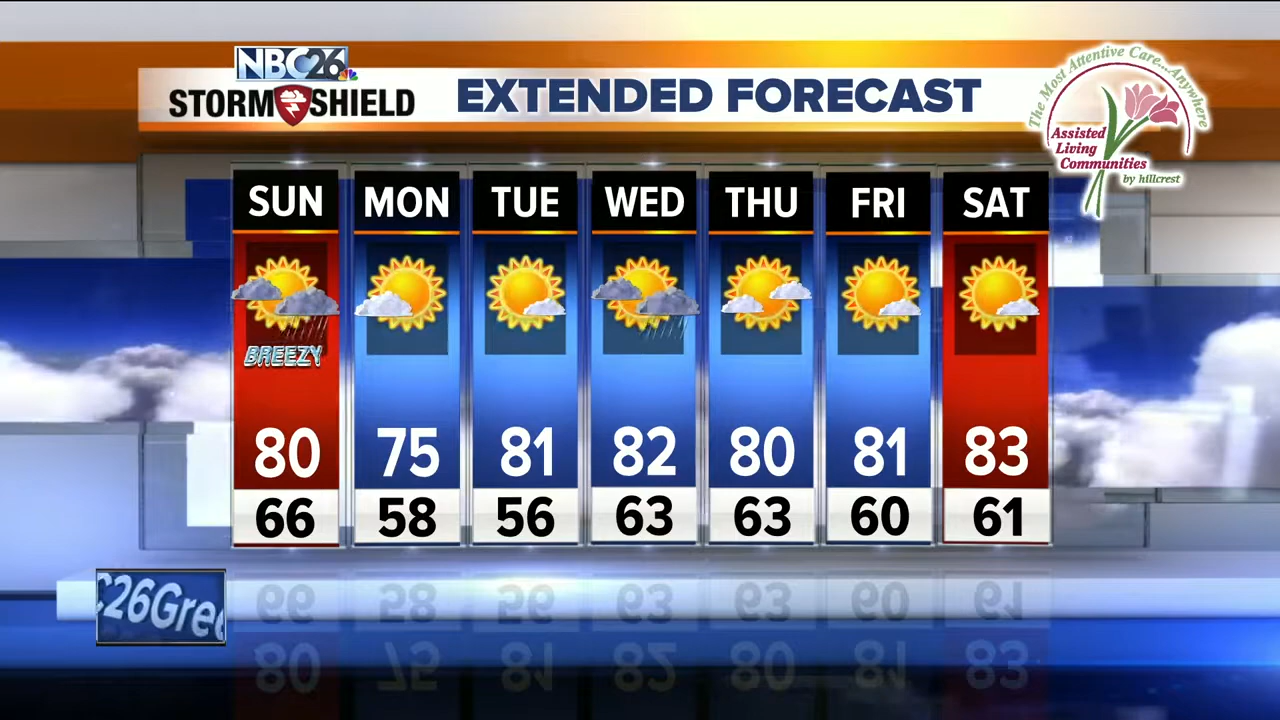 NBC26
STORM SHIELD
EXTENDED FORECAST
The Most Attentive Care...Anywhere
Assisted
Living
Communities
by hillcrest
SUN MON TUE WED THU FRI SAT
BREEZY
80 75 81 82 80 81 83
66 58 56 63 63 60 61
C26Gree